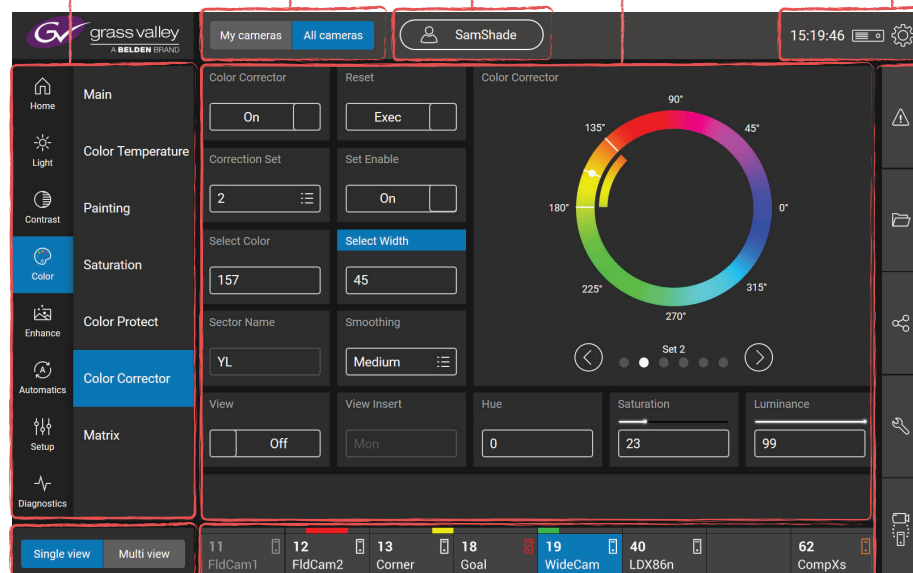 GV grass valley
A BELDEN BRAND
My cameras All cameras
SamShade
15:19:46
Home
Light
Contrast
Color
Enhance
Automatics
Setup
Diagnostics
Main
Color Temperature
Painting
Saturation
Color Protect
Color Corrector
Matrix
Color Corrector Reset
On Exec
Correction Set Set Enable
2 On
Select Color Select Width
157 45
Sector Name Smoothing
YL Medium
View View Insert
Off Mon
Color Corrector
90°
135° 45°
180° 0°
225° 315°
270°
Set 2
Hue Saturation Luminance
0 23 99
Single view Multi view
11 12 13 18 19 40 62
FldCam1 FldCam2 Corner Goal WideCam LDX86n CompXs